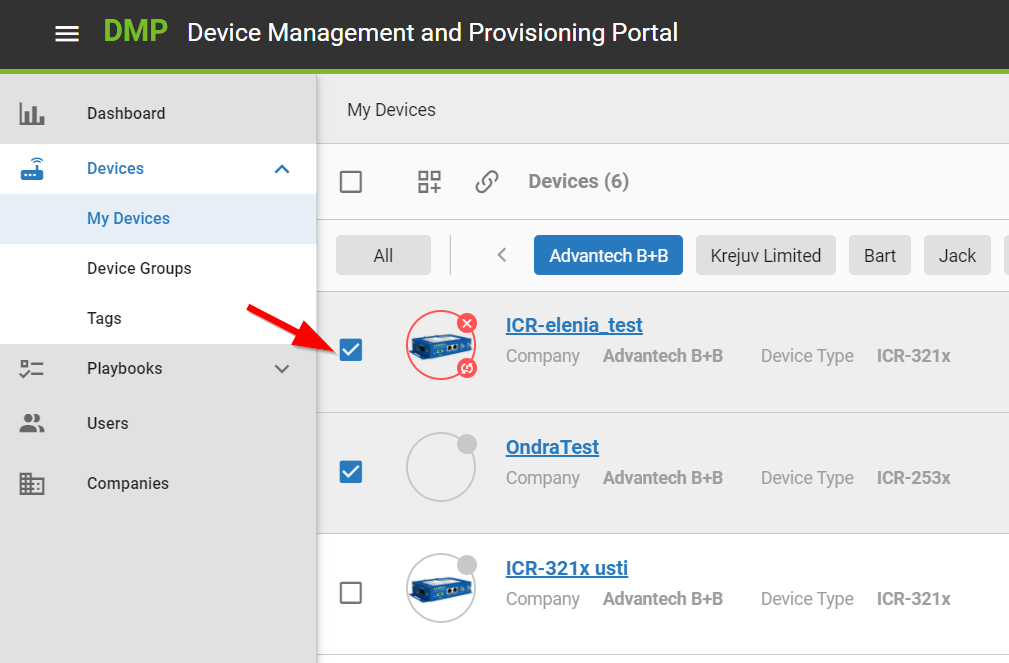 DMP Device Management and Provisioning Portal
Dashboard
Devices
My Devices
Device Groups
Tags
Playbooks
Users
Companies
My Devices
Devices (6)
All Advantech B+B Krejuv Limited Bart Jack
ICR-elenia_test
Company Advantech B+B Device Type ICR-321x
OndraTest
Company Advantech B+B Device Type ICR-253x
ICR-321x usti
Company Advantech B+B Device Type ICR-321x